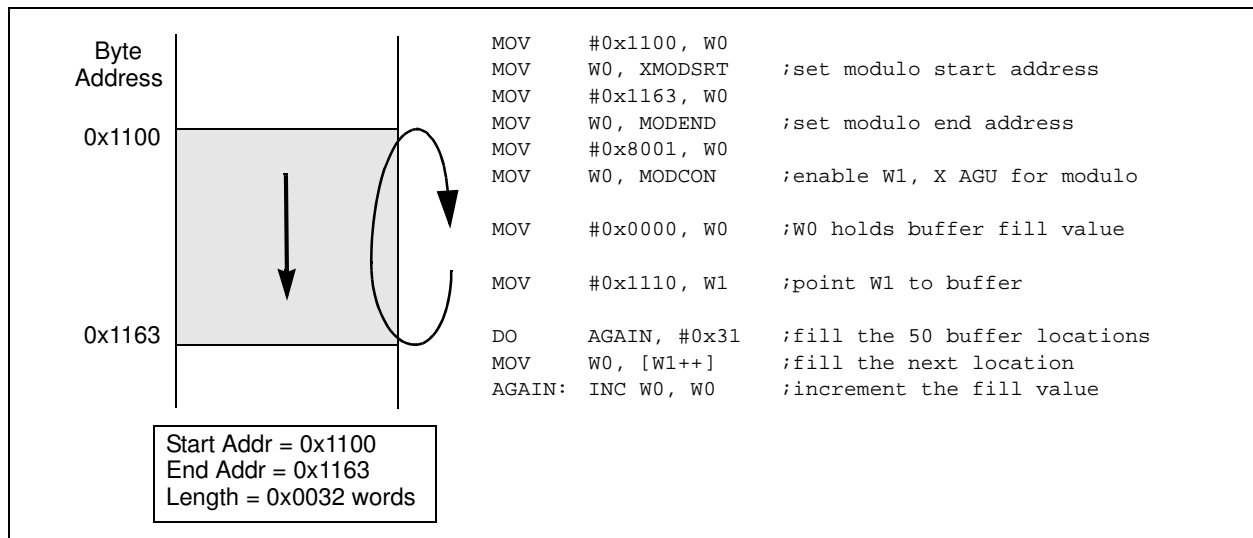 Byte
Address
0x1100
0x1163
Start Addr = 0x1100
End Addr = 0x1163
Length = 0x0032 words
MOV #0x1100, W0
MOV W0, XMODSRT ;set modulo start address
MOV #0x1163, W0
MOV W0, MODEND ;set modulo end address
MOV #0x8001, W0
MOV W0, MODCON ;enable W1, X AGU for modulo
MOV #0x0000, W0 ;W0 holds buffer fill value
MOV #0x1110, W1 ;point W1 to buffer
DO AGAIN, #0x31 ;fill the 50 buffer locations
MOV W0, [W1++] ;fill the next location
AGAIN: INC W0, W0 ;increment the fill value